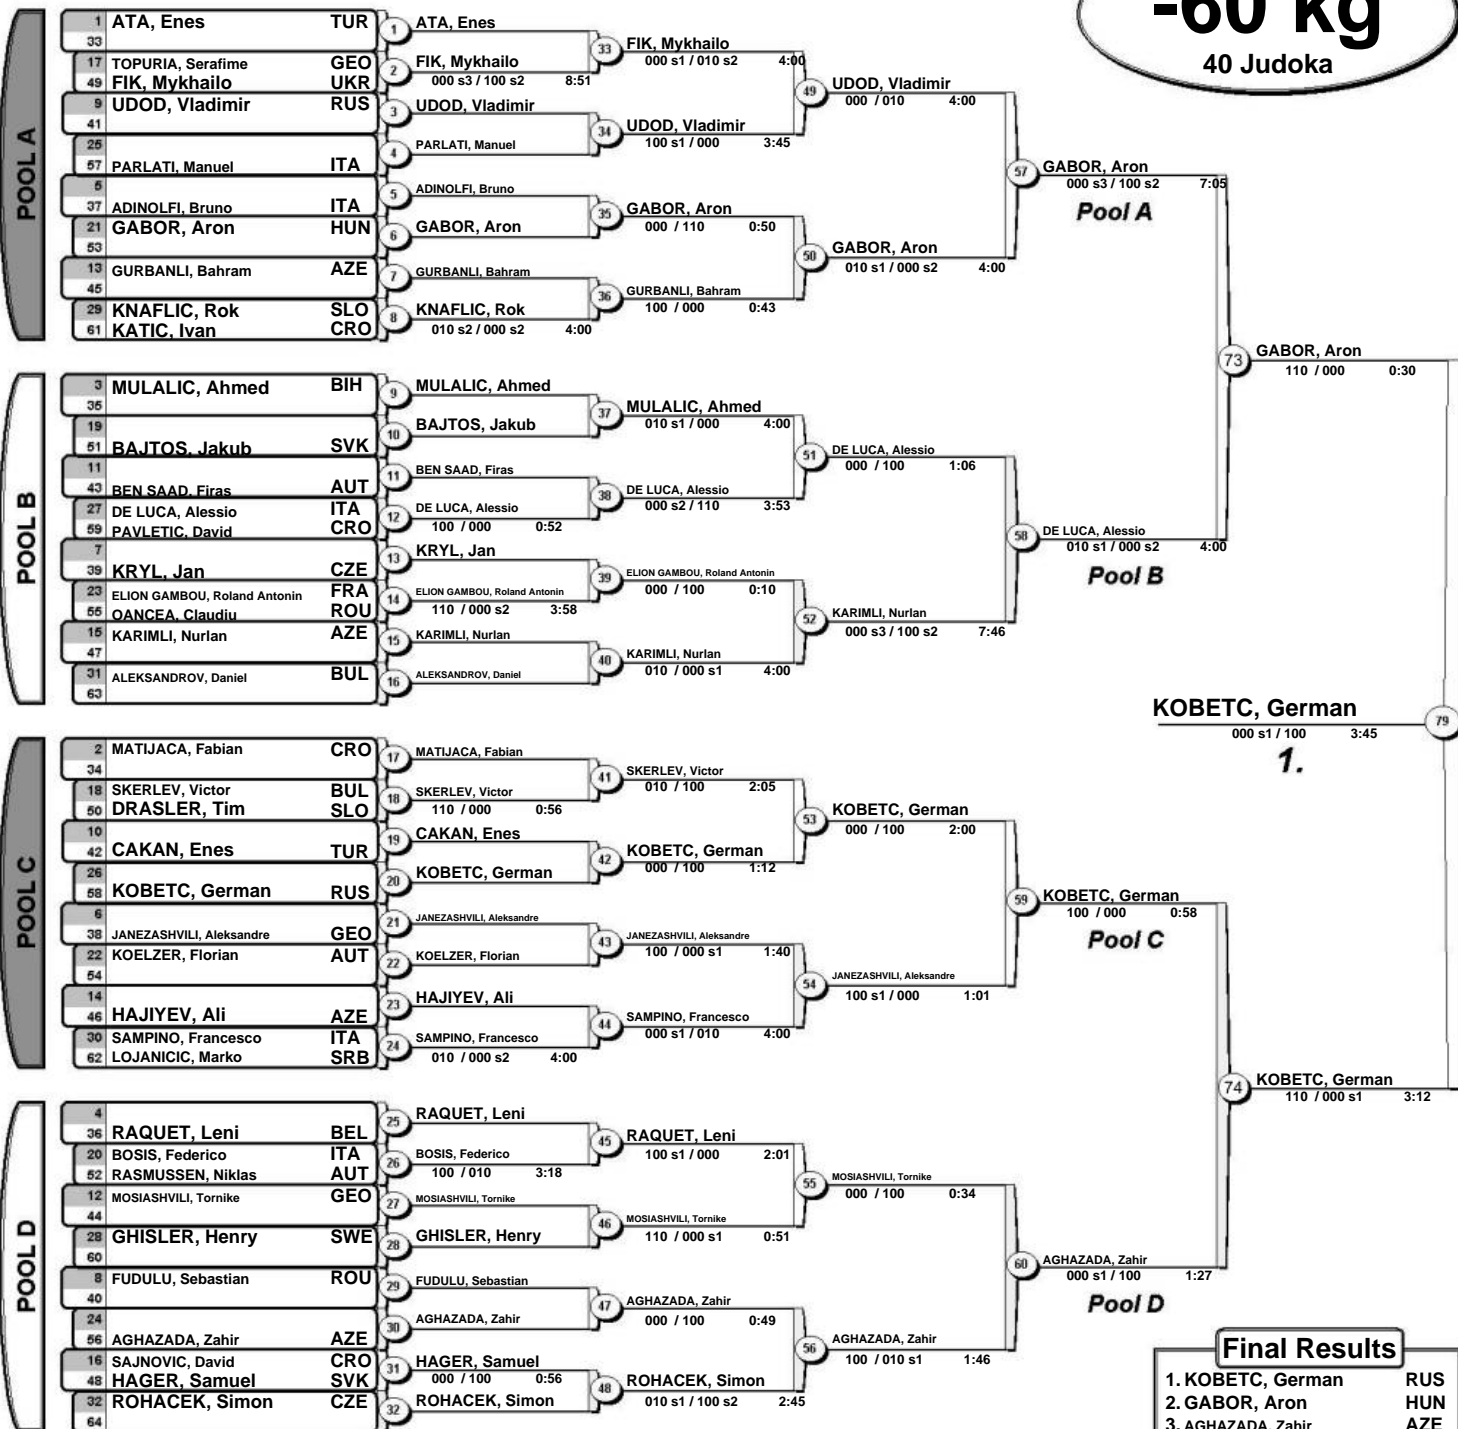 -60 kg
40 Judoka
POOL A
1 ATA, Enes TUR
33
17 TOPURIA, Serafime GEO
49 FIK, Mykhailo UKR
9 UDOD, Vladimir RUS
41
25
57 PARLATI, Manuel ITA
5
37 ADINOLFI, Bruno ITA
21 GABOR, Aron HUN
53
13 GURBANLI, Bahram AZE
45
29 KNAFLIC, Rok SLO
61 KATIC, Ivan CRO
1 ATA, Enes
2 FIK, Mykhailo
000 s3 / 100 s2 8:51
3 UDOD, Vladimir
4 PARLATI, Manuel
5 ADINOLFI, Bruno
6 GABOR, Aron
7 GURBANLI, Bahram
8 KNAFLIC, Rok
010 s2 / 000 s2 4:00
33 FIK, Mykhailo
000 s1 / 010 s2 4:00
34 UDOD, Vladimir
100 s1 / 000 3:45
35 GABOR, Aron
000 / 110 0:50
36 GURBANLI, Bahram
100 / 000 0:43
49 UDOD, Vladimir
000 / 010 4:00
50 GABOR, Aron
010 s1 / 000 s2 4:00
57 GABOR, Aron
000 s3 / 100 s2 7:05
Pool A
POOL B
3 MULALIC, Ahmed BIH
35
19
51 BAJTOS, Jakub SVK
11
43 BEN SAAD, Firas AUT
27 DE LUCA, Alessio ITA
59 PAVLETIC, David CRO
7
39 KRYL, Jan CZE
23 ELION GAMBOU, Roland Antonin FRA
55 OANCEA, Claudiu ROU
15 KARIMLI, Nurlan AZE
47
31 ALEKSANDROV, Daniel BUL
63
9 MULALIC, Ahmed
10 BAJTOS, Jakub
11 BEN SAAD, Firas
12 DE LUCA, Alessio
100 / 000 0:52
13 KRYL, Jan
14 ELION GAMBOU, Roland Antonin
110 / 000 s2 3:58
15 KARIMLI, Nurlan
16 ALEKSANDROV, Daniel
37 MULALIC, Ahmed
010 s1 / 000 4:00
38 DE LUCA, Alessio
000 s2 / 110 3:53
39 ELION GAMBOU, Roland Antonin
000 / 100 0:10
40 KARIMLI, Nurlan
010 / 000 s1 4:00
51 DE LUCA, Alessio
000 / 100 1:06
52 KARIMLI, Nurlan
000 s3 / 100 s2 7:46
58 DE LUCA, Alessio
010 s1 / 000 s2 4:00
Pool B
73 GABOR, Aron
110 / 000 0:30
KOBETC, German 79
000 s1 / 100 3:45
1.
POOL C
2 MATIJACA, Fabian CRO
34
18 SKERLEV, Victor BUL
50 DRASLER, Tim SLO
10
42 CAKAN, Enes TUR
26
58 KOBETC, German RUS
6
38 JANEZASHVILI, Aleksandre GEO
22 KOELZER, Florian AUT
54
14
46 HAJIYEV, Ali AZE
30 SAMPINO, Francesco ITA
62 LOJANICIC, Marko SRB
17 MATIJACA, Fabian
18 SKERLEV, Victor
110 / 000 0:56
19 CAKAN, Enes
20 KOBETC, German
21 JANEZASHVILI, Aleksandre
22 KOELZER, Florian
23 HAJIYEV, Ali
24 SAMPINO, Francesco
010 / 000 s2 4:00
41 SKERLEV, Victor
010 / 100 2:05
42 KOBETC, German
000 / 100 1:12
43 JANEZASHVILI, Aleksandre
100 / 000 s1 1:40
44 SAMPINO, Francesco
000 s1 / 010 4:00
53 KOBETC, German
000 / 100 2:00
54 JANEZASHVILI, Aleksandre
100 s1 / 000 1:01
59 KOBETC, German
100 / 000 0:58
Pool C
POOL D
4
36 RAQUET, Leni BEL
20 BOSIS, Federico ITA
52 RASMUSSEN, Niklas AUT
12 MOSIASHVILI, Tornike GEO
44
28 GHISLER, Henry SWE
60
8 FUDULU, Sebastian ROU
40
24
56 AGHAZADA, Zahir AZE
16 SAJNOVIC, David CRO
48 HAGER, Samuel SVK
32 ROHACEK, Simon CZE
64
25 RAQUET, Leni
26 BOSIS, Federico
100 / 010 3:18
27 MOSIASHVILI, Tornike
28 GHISLER, Henry
29 FUDULU, Sebastian
30 AGHAZADA, Zahir
31 HAGER, Samuel
000 / 100 0:56
32 ROHACEK, Simon
45 RAQUET, Leni
100 s1 / 000 2:01
46 MOSIASHVILI, Tornike
110 / 000 s1 0:51
47 AGHAZADA, Zahir
000 / 100 0:49
48 ROHACEK, Simon
010 s1 / 100 s2 2:45
55 MOSIASHVILI, Tornike
000 / 100 0:34
56 AGHAZADA, Zahir
100 / 010 s1 1:46
60 AGHAZADA, Zahir
000 s1 / 100 1:27
Pool D
74 KOBETC, German
110 / 000 s1 3:12
Final Results
1. KOBETC, German RUS
2. GABOR, Aron HUN
3. AGHAZADA, Zahir AZE